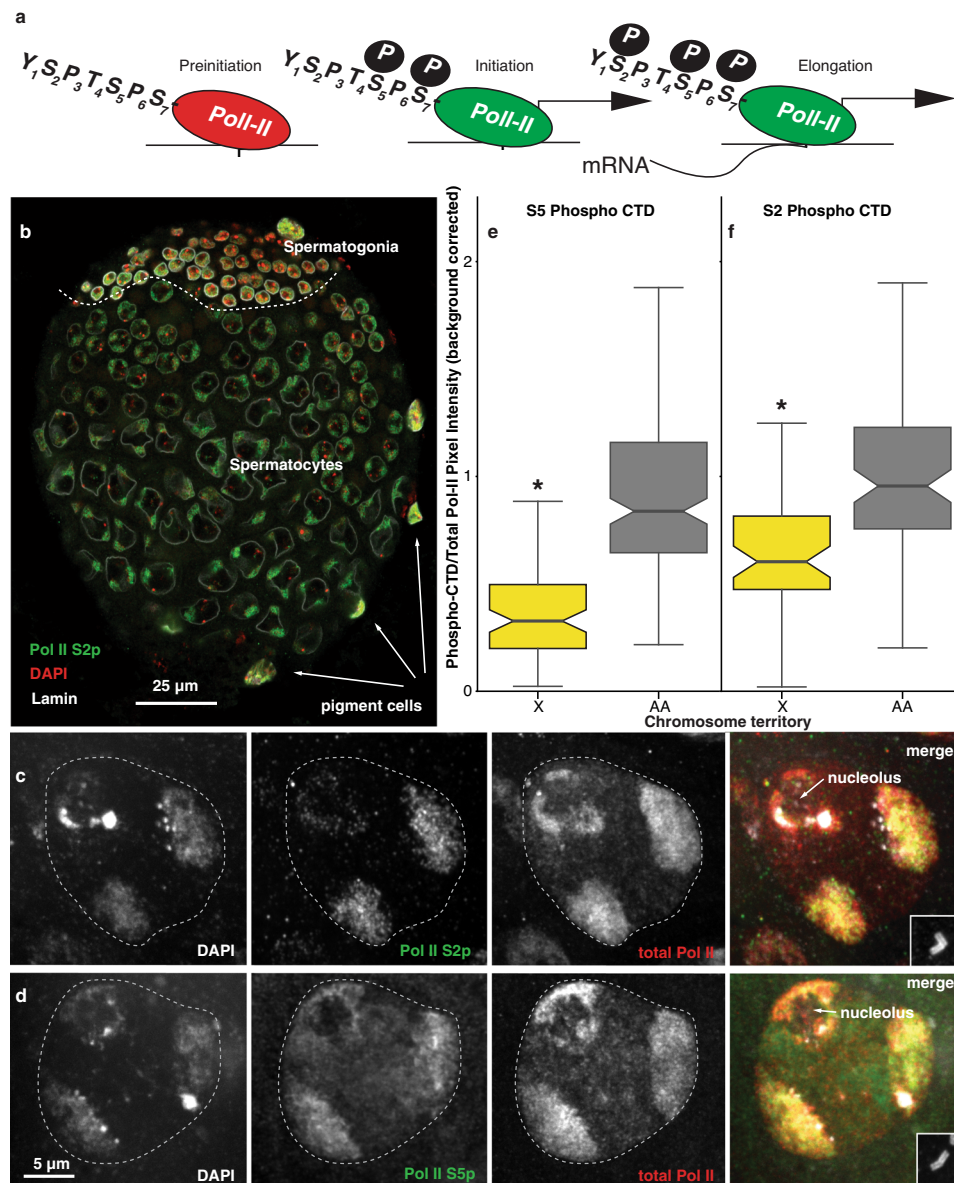 a
Y1S2P3T4S5P6S7
Preinitiation
Poll-II
Y1S2P3T4S5P6S7
P P
Initiation
Poll-II
Y1S2P3T4S5P6S7
P P P
Elongation
Poll-II
mRNA
b
Spermatogonia
Spermatocytes
Pol II S2p
DAPI
Lamin
25 µm
pigment cells
S5 Phospho CTD
S2 Phospho CTD
e
f
Phospho-CTD/Total Pol-II Pixel Intensity (background corrected)
2
1
0
*
*
X
AA
X
AA
Chromosome territory
c
DAPI
Pol II S2p
total Pol II
merge
nucleolus
d
5 µm
DAPI
Pol II S5p
total Pol II
merge
nucleolus